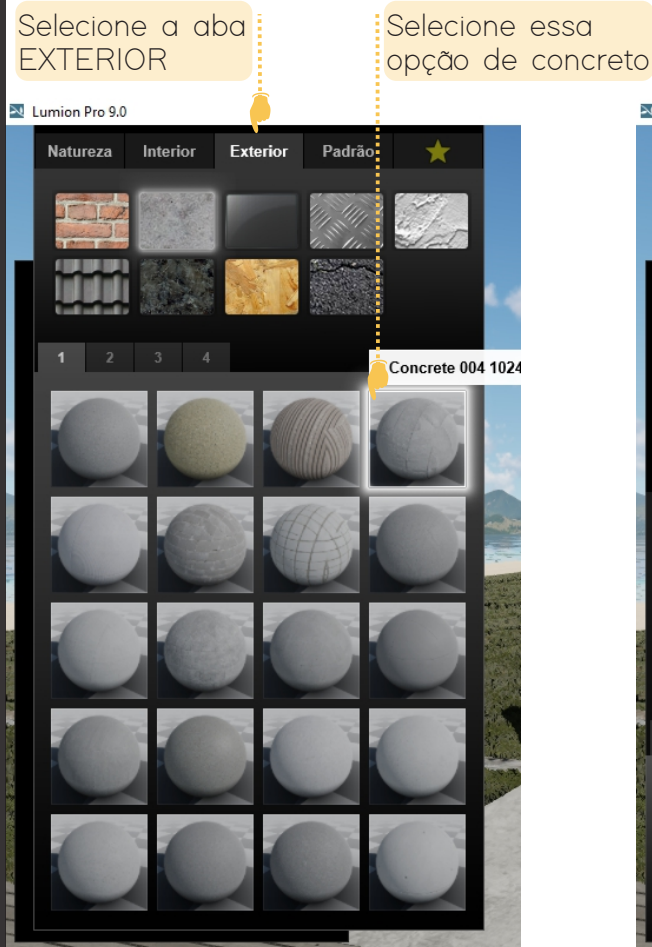 Selecione a aba
EXTERIOR
Selecione essa
opção de concreto
Lumion Pro 9.0
Natureza Interior Exterior Padrão
1 2 3 4
Concrete 004 1024